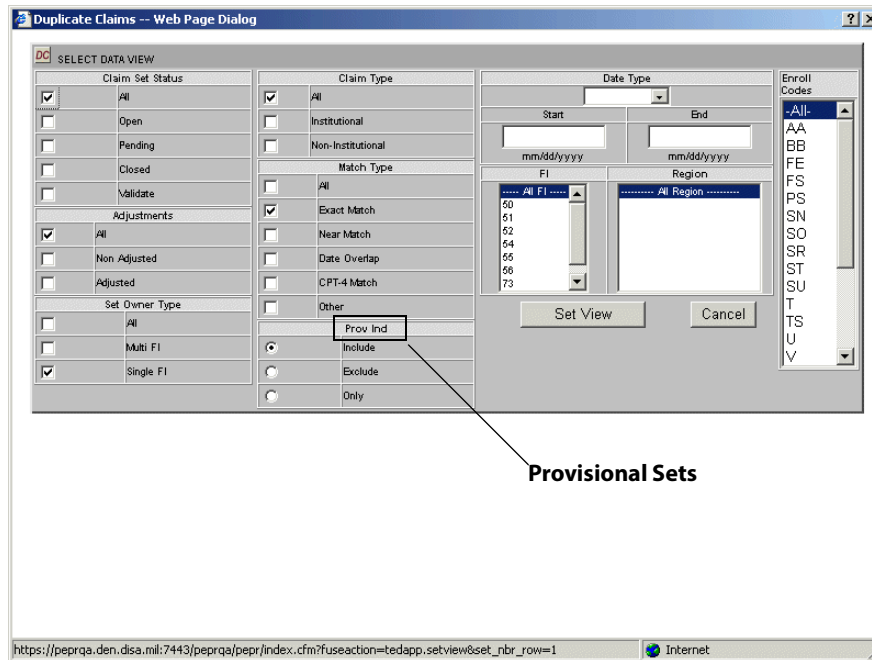 Duplicate Claims -- Web Page Dialog
DC SELECT DATA VIEW
Claim Set Status
All
Open
Pending
Closed
Validate
Adjustments
All
Non Adjusted
Adjusted
Set Owner Type
All
Multi FI
Single FI
Claim Type
All
Institutional
Non-Institutional
Match Type
All
Exact Match
Near Match
Date Overlap
CPT-4 Match
Other
Prov Ind
Include
Exclude
Only
Date Type
Start
End
mm/dd/yyyy
mm/dd/yyyy
FI
Region
----- All FI -----
50
51
52
54
55
56
73
---------- All Region ----------
Set View
Cancel
Enroll
Codes
-All-
AA
BB
FE
FS
PS
SN
SO
SR
ST
SU
T
TS
U
V
Provisional Sets
https://peprqa.den.disa.mil:7443/peprqa/pepr/index.cfm?fuseaction=tedapp.setview&set_nbr_row=1
Internet